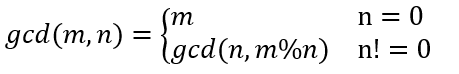 gcd(m, n) = { m    n = 0
gcd(n, m%n)    n! = 0